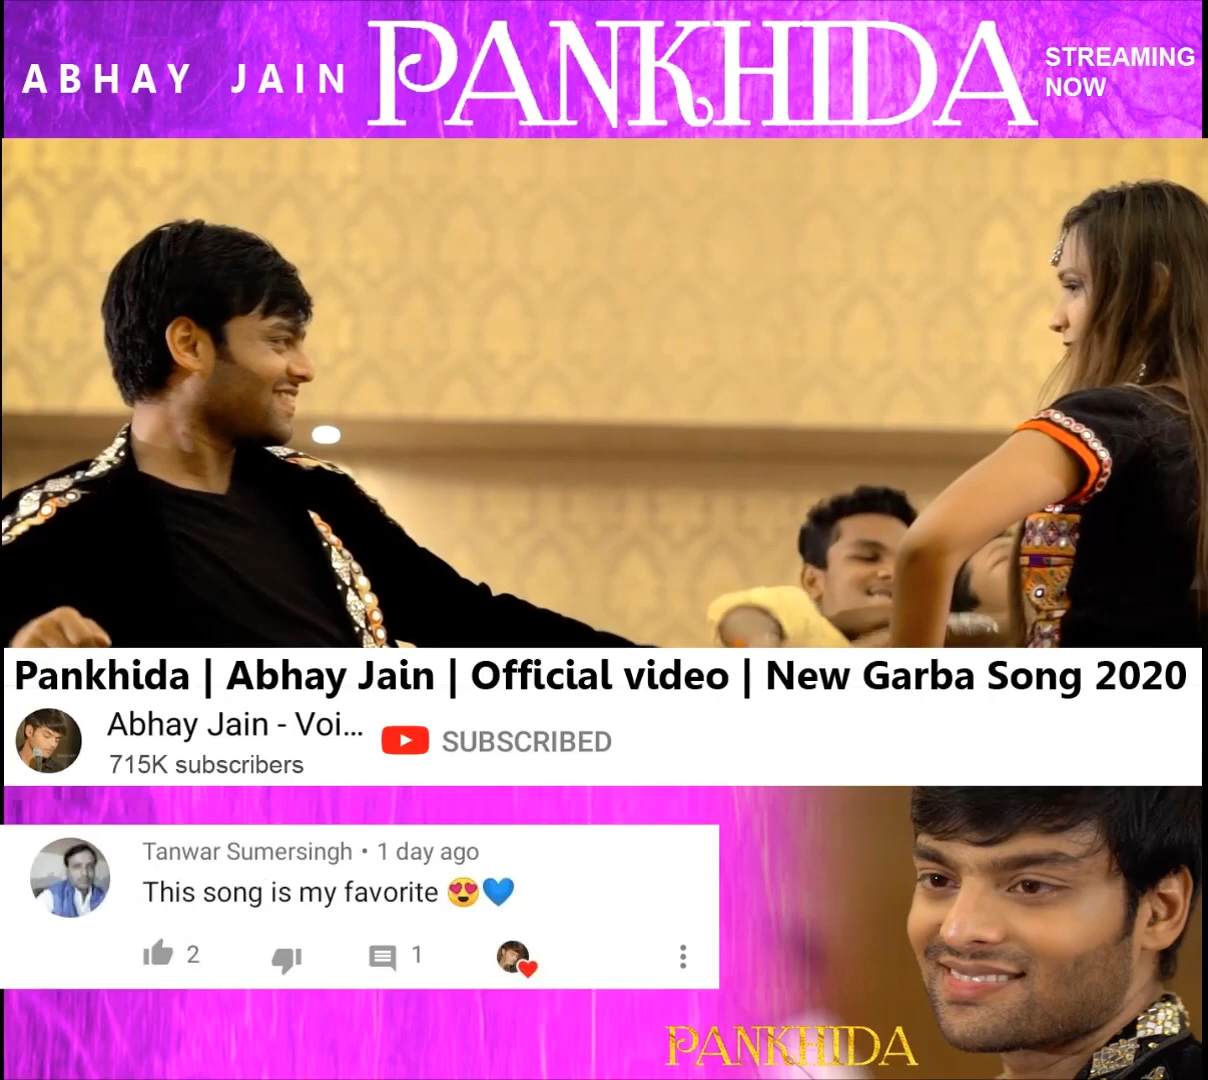 ABHAY JAIN PANKHIDA STREAMING NOW
Pankhida | Abhay Jain | Official video | New Garba Song 2020
Abhay Jain - Voi...
SUBSCRIBED
715K subscribers
Tanwar Sumersingh • 1 day ago
This song is my favorite 😍💙
2
1
PANKHIDA